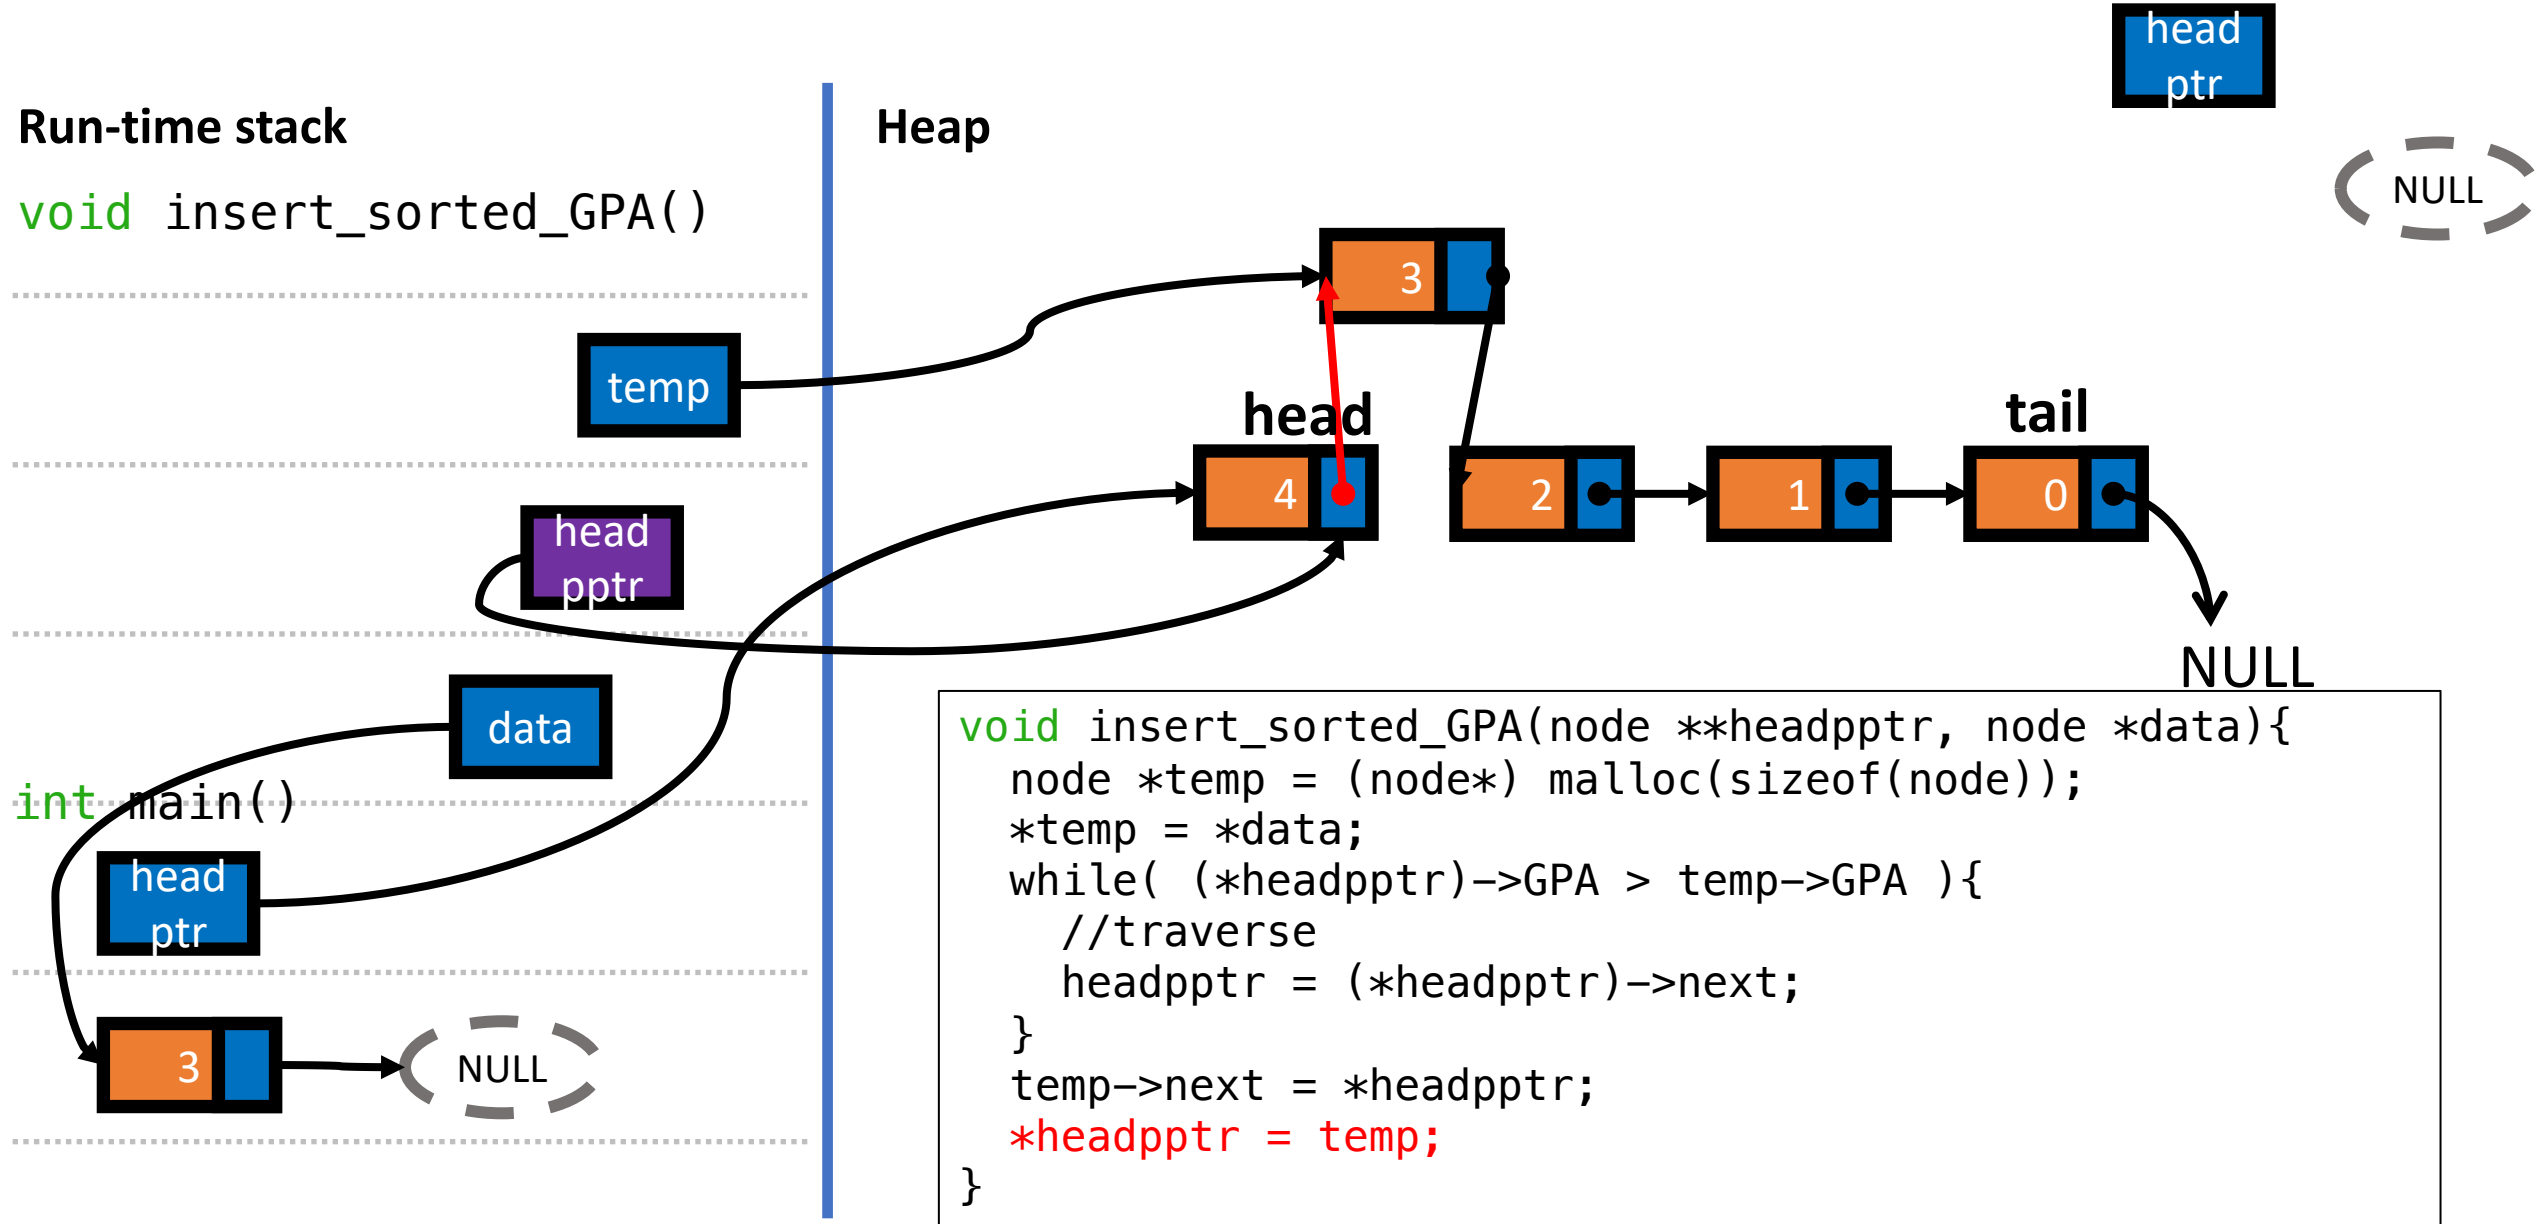 head
ptr
Run-time stack
Heap
NULL
void insert_sorted_GPA()
3
temp
head
tail
4
2
1
0
head
pptr
NULL
data
int main()
head
ptr
3
NULL
void insert_sorted_GPA(node **headpptr, node *data){
node *temp = (node*) malloc(sizeof(node));
*temp = *data;
while( (*headpptr)->GPA > temp->GPA ){
//traverse
headpptr = (*headpptr)->next;
}
temp->next = *headpptr;
*headpptr = temp;
}